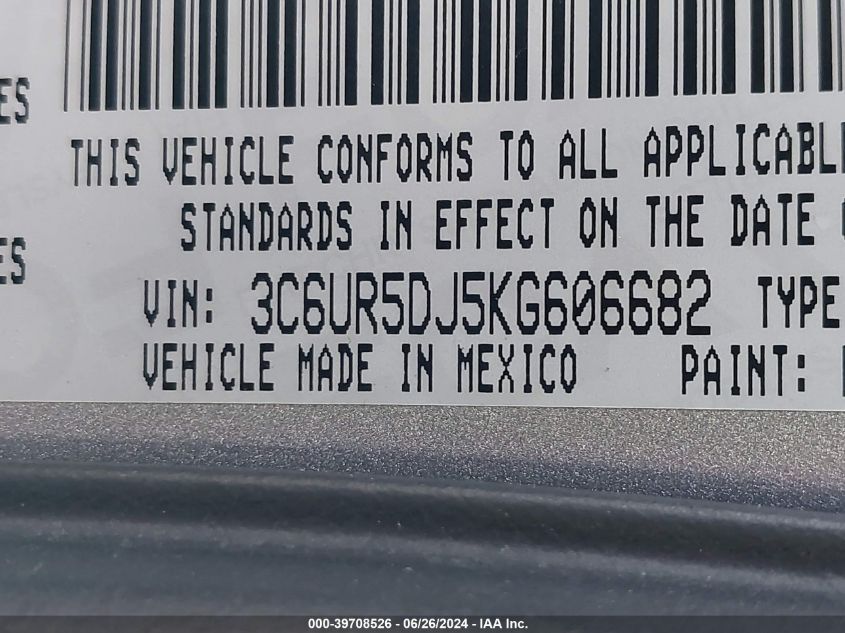 ES
THIS VEHICLE CONFORMS TO ALL APPLICABL
STANDARDS IN EFFECT ON THE DATE
ES
VIN: 3C6UR5DJ5KG606682 TYPE
VEHICLE MADE IN MEXICO PAINT:
000-39708526 - 06/26/2024 - IAA Inc.